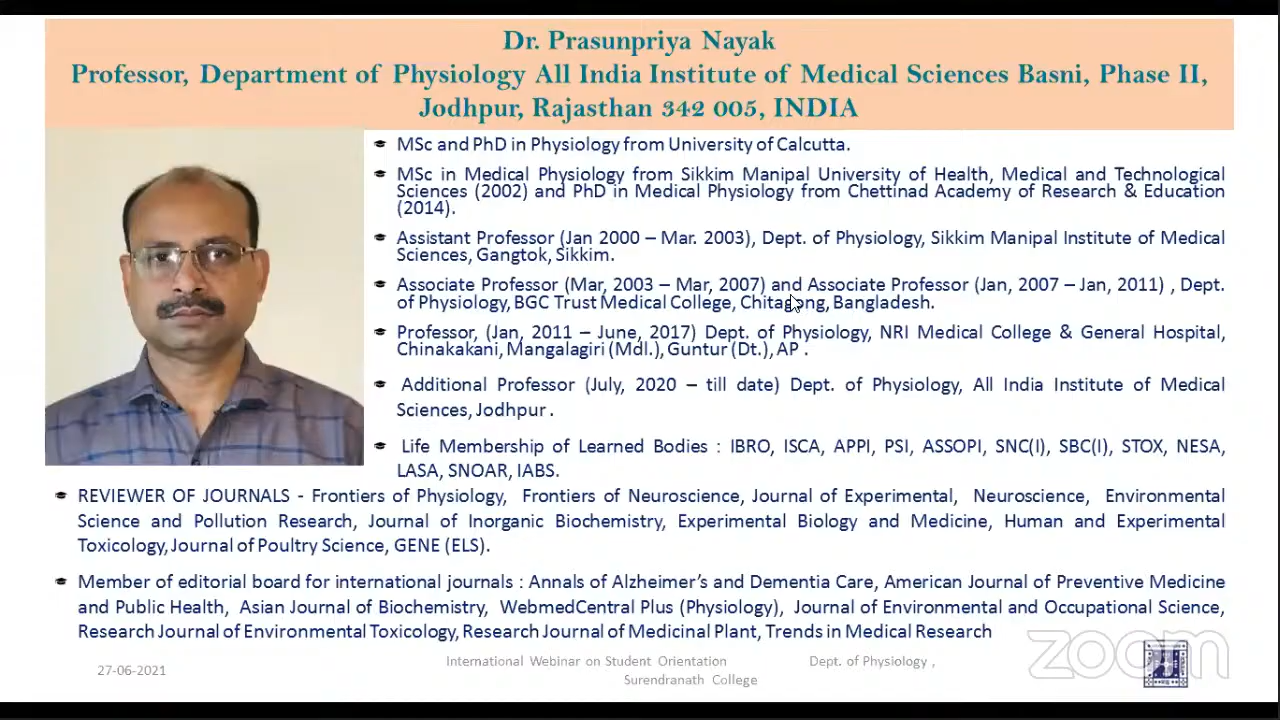 Dr. Prasunpriya Nayak
Professor, Department of Physiology All India Institute of Medical Sciences Basni, Phase II,
Jodhpur, Rajasthan 342 005, INDIA
MSc and PhD in Physiology from University of Calcutta.
MSc in Medical Physiology from Sikkim Manipal University of Health, Medical and Technological
Sciences (2002) and PhD in Medical Physiology from Chettinad Academy of Research & Education
(2014).
Assistant Professor (Jan 2000 – Mar. 2003), Dept. of Physiology, Sikkim Manipal Institute of Medical
Sciences, Gangtok, Sikkim.
Associate Professor (Mar, 2003 – Mar, 2007) and Associate Professor (Jan, 2007 – Jan, 2011) , Dept.
of Physiology, BGC Trust Medical College, Chitagong, Bangladesh.
Professor, (Jan, 2011 – June, 2017) Dept. of Physiology, NRI Medical College & General Hospital,
Chinakakani, Mangalagiri (Mdl.), Guntur (Dt.), AP .
Additional Professor (July, 2020 – till date) Dept. of Physiology, All India Institute of Medical
Sciences, Jodhpur .
Life Membership of Learned Bodies : IBRO, ISCA, APPI, PSI, ASSOPI, SNC(I), SBC(I), STOX, NESA,
LASA, SNOAR, IABS.
REVIEWER OF JOURNALS - Frontiers of Physiology, Frontiers of Neuroscience, Journal of Experimental, Neuroscience, Environmental
Science and Pollution Research, Journal of Inorganic Biochemistry, Experimental Biology and Medicine, Human and Experimental
Toxicology, Journal of Poultry Science, GENE (ELS).
Member of editorial board for international journals : Annals of Alzheimer's and Dementia Care, American Journal of Preventive Medicine
and Public Health, Asian Journal of Biochemistry, WebmedCentral Plus (Physiology), Journal of Environmental and Occupational Science,
Research Journal of Environmental Toxicology, Research Journal of Medicinal Plant, Trends in Medical Research
zoom
27-06-2021
International Webinar on Student Orientation Dept. of Physiology ,
Surendranath College